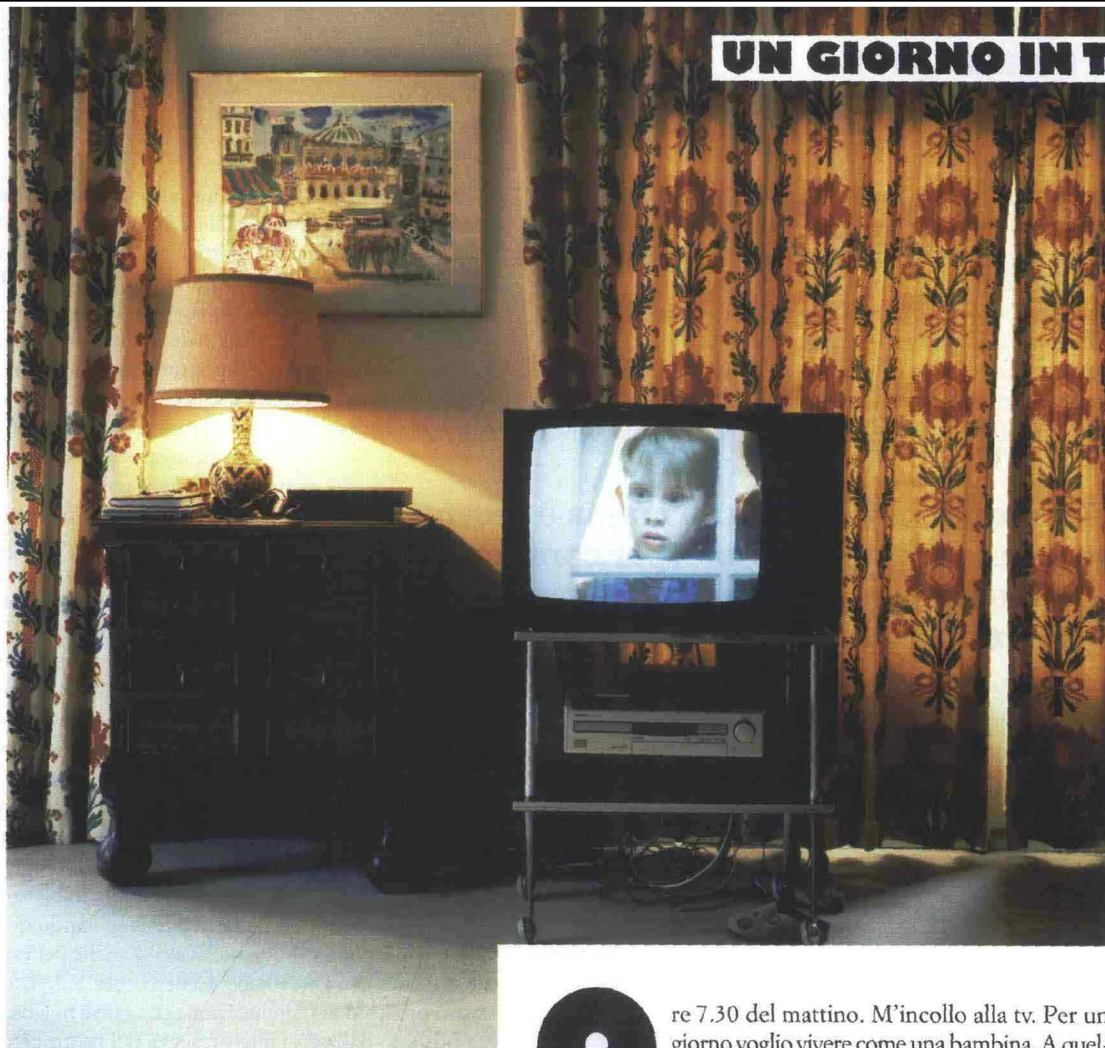 UN GIORNO IN T
Ore 7.30 del mattino. M'incollo alla tv. Per un
giorno voglio vivere come una bambina. A quel-